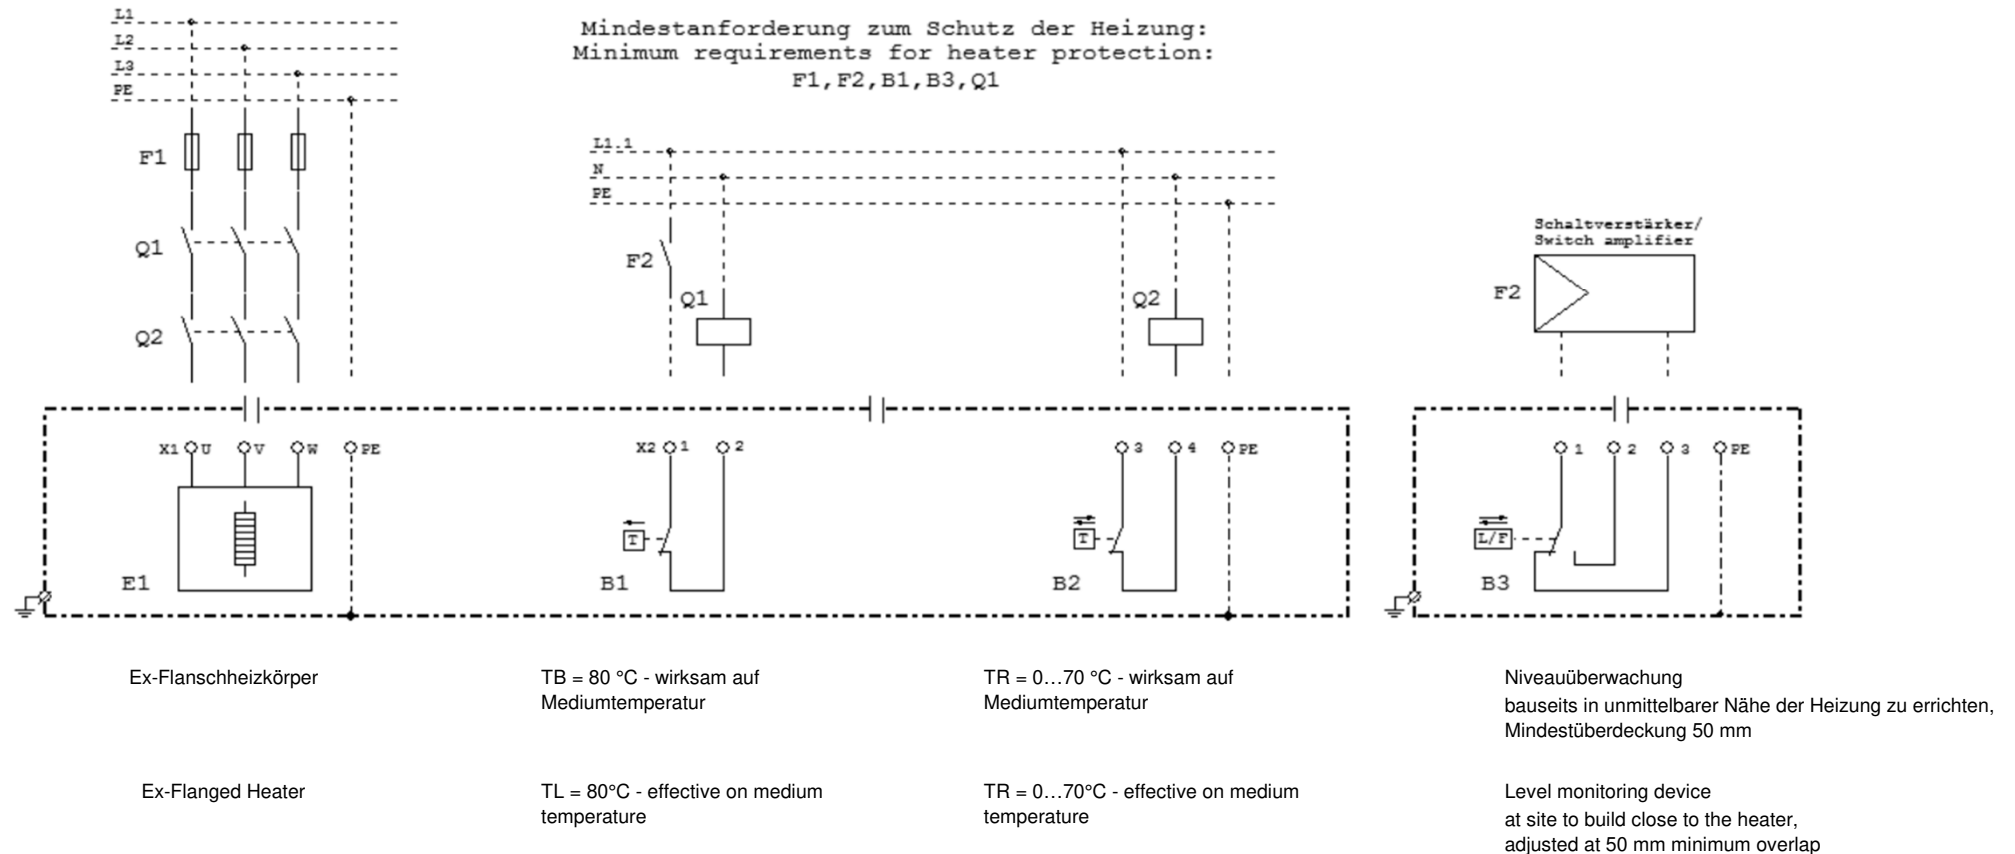 L1
L2
L3
PE
Mindestanforderung zum Schutz der Heizung:
Minimum requirements for heater protection:
F1,F2,B1,B3,Q1
F1
Q1
Q2
L1.1
N
PE
F2
Q1
Q2
Schaltverstärker/
Switch amplifier
F2
X1 U V W PE
X2 1 2
3 4 PE
1 2 3 PE
T
T
L/F
E1
B1
B2
B3
Ex-Flanschheizkörper
TB = 80 °C - wirksam auf
Mediumtemperatur
TR = 0…70 °C - wirksam auf
Mediumtemperatur
Niveauüberwachung
bauseits in unmittelbarer Nähe der Heizung zu errichten,
Mindestüberdeckung 50 mm
Ex-Flanged Heater
TL = 80°C - effective on medium
temperature
TR = 0…70°C - effective on medium
temperature
Level monitoring device
at site to build close to the heater,
adjusted at 50 mm minimum overlap